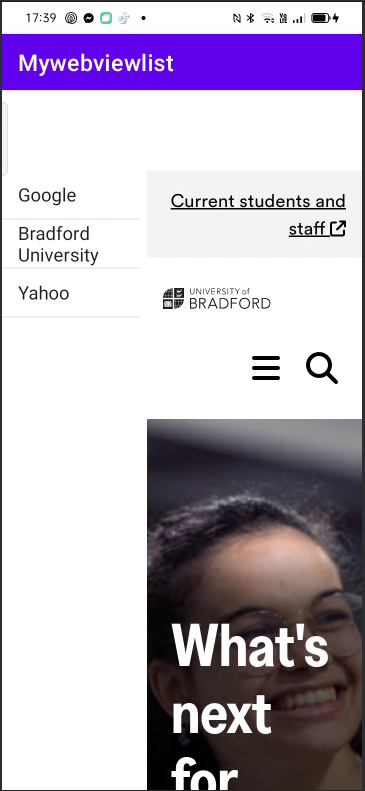 17:39
Mywebviewlist
Google
Bradford
University
Yahoo
Current students and
staff
UNIVERSITY of
BRADFORD
What's
next
for